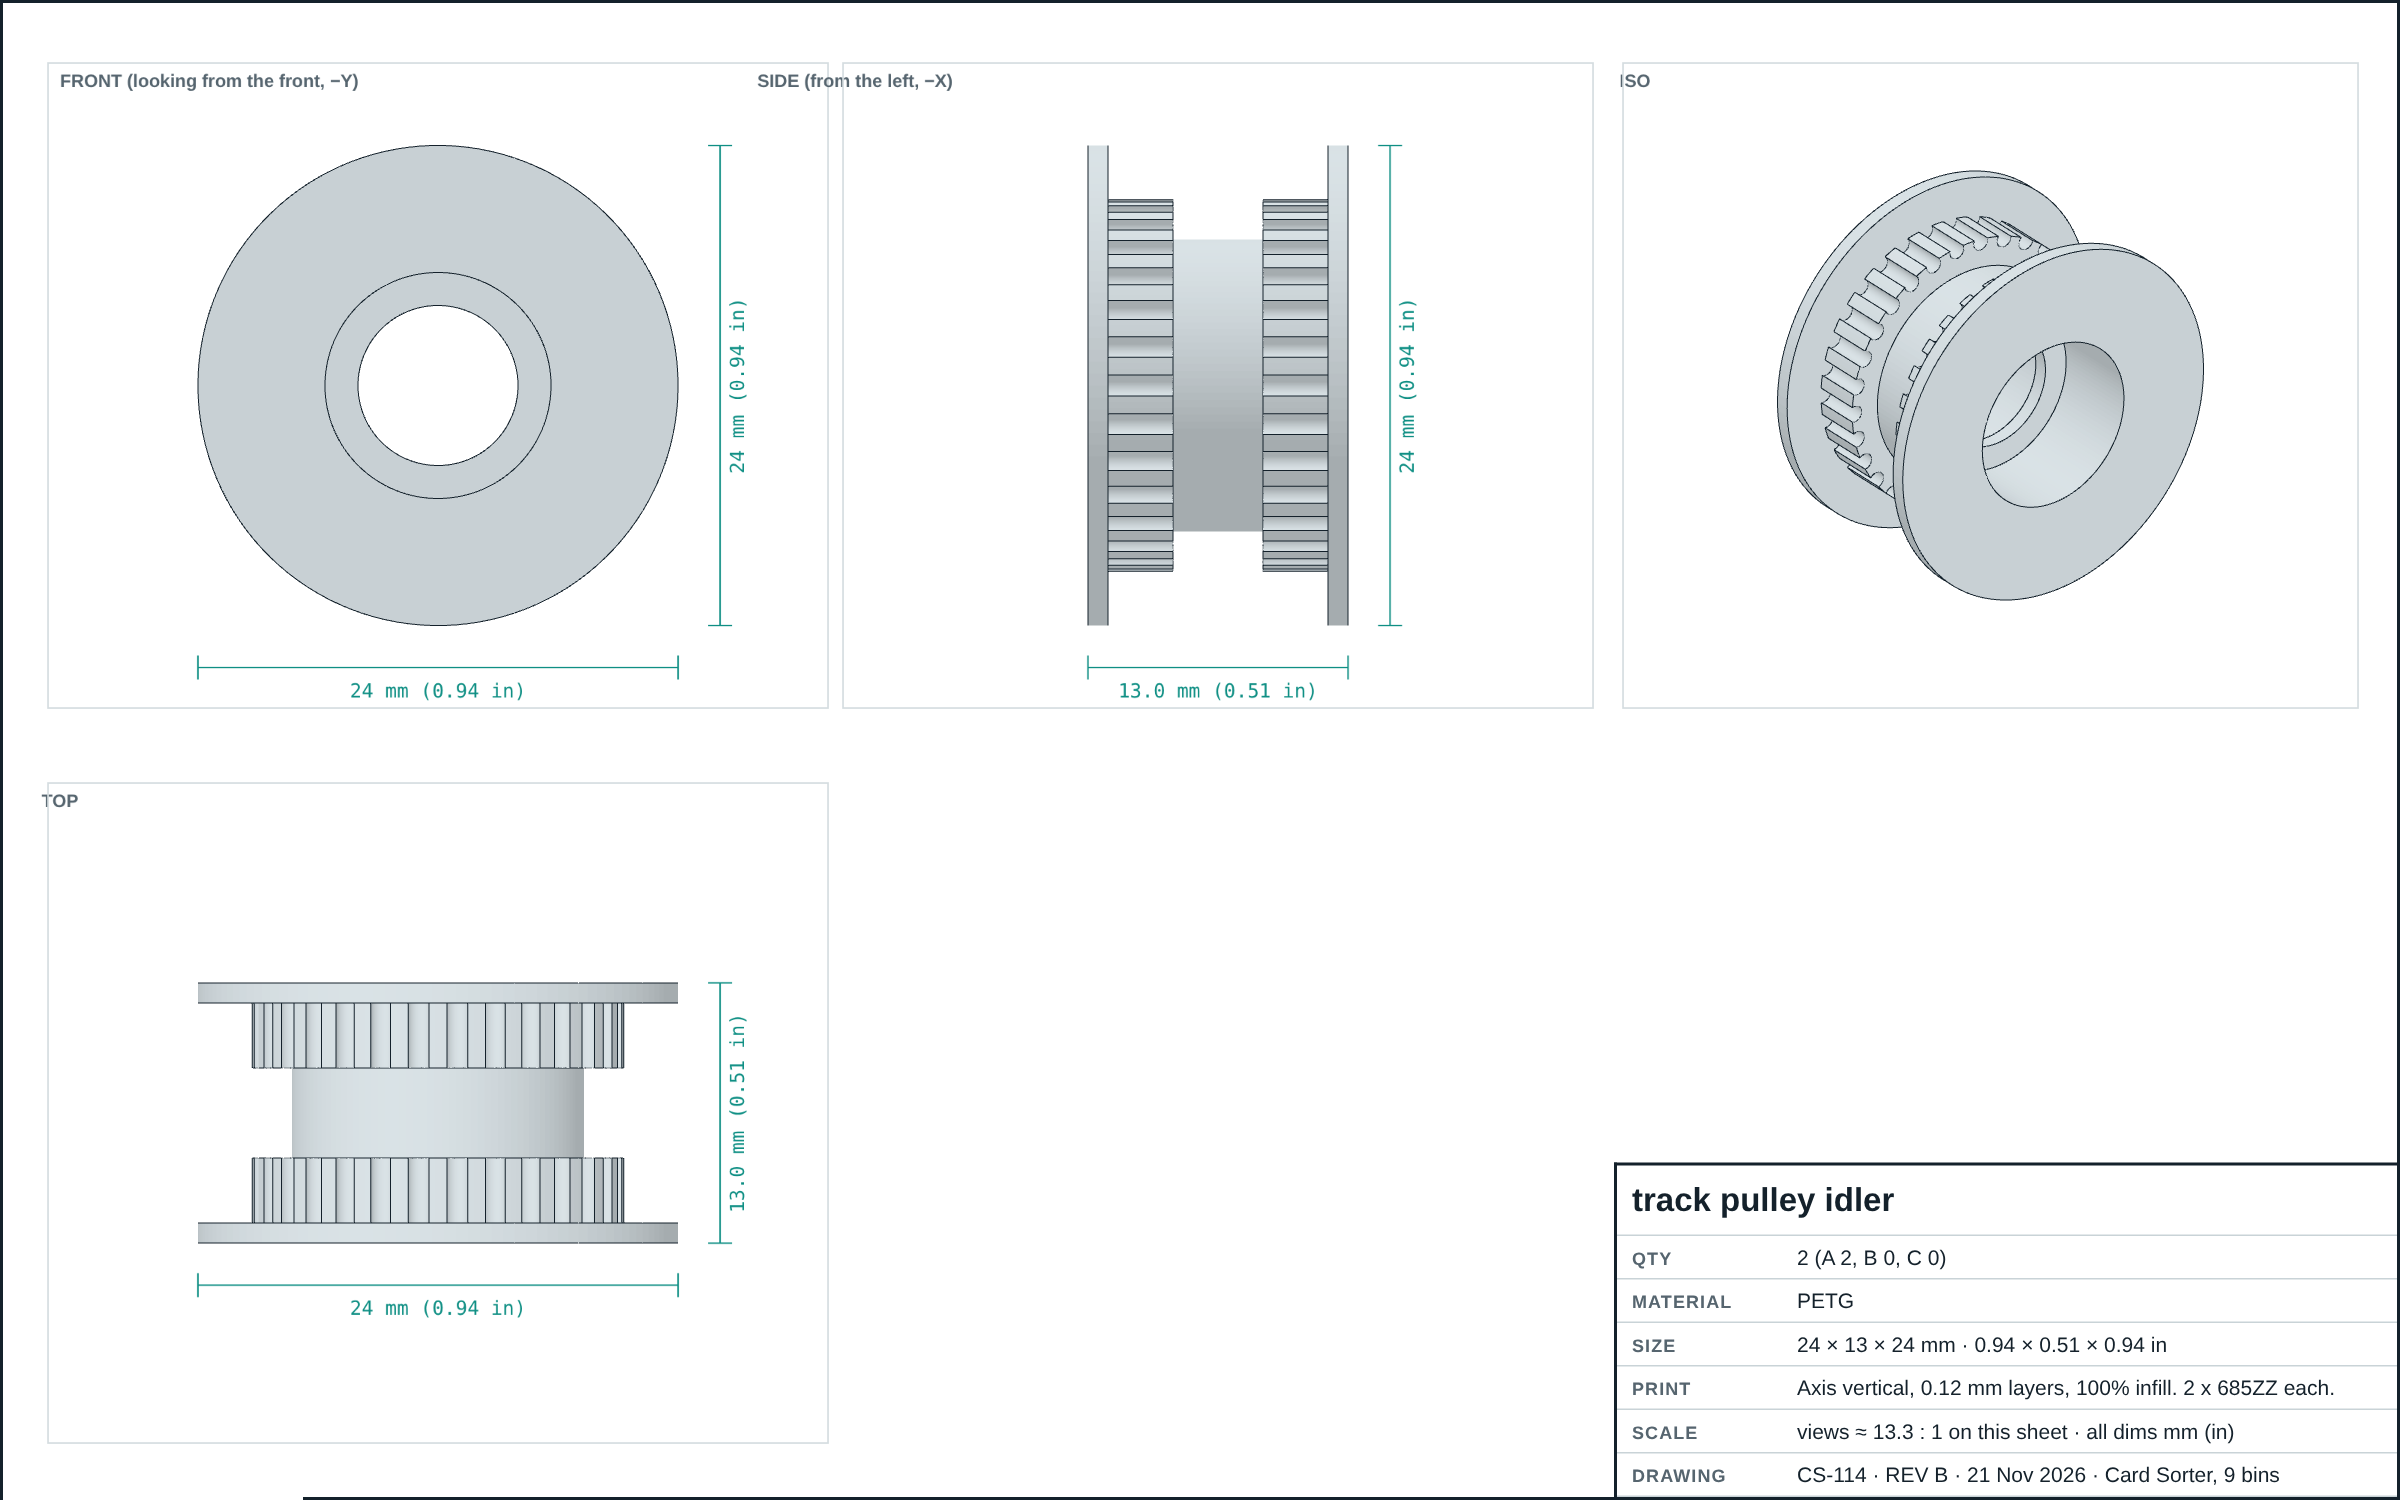 FRONT (looking from the front, −Y)
SIDE (from the left, −X)
ISO
24 mm (0.94 in)
24 mm (0.94 in)
24 mm (0.94 in)
13.0 mm (0.51 in)
TOP
13.0 mm (0.51 in)
24 mm (0.94 in)
track pulley idler
QTY 2 (A 2, B 0, C 0)
MATERIAL PETG
SIZE 24 × 13 × 24 mm · 0.94 × 0.51 × 0.94 in
PRINT Axis vertical, 0.12 mm layers, 100% infill. 2 x 685ZZ each.
SCALE views ≈ 13.3 : 1 on this sheet · all dims mm (in)
DRAWING CS-114 · REV B · 21 Nov 2026 · Card Sorter, 9 bins